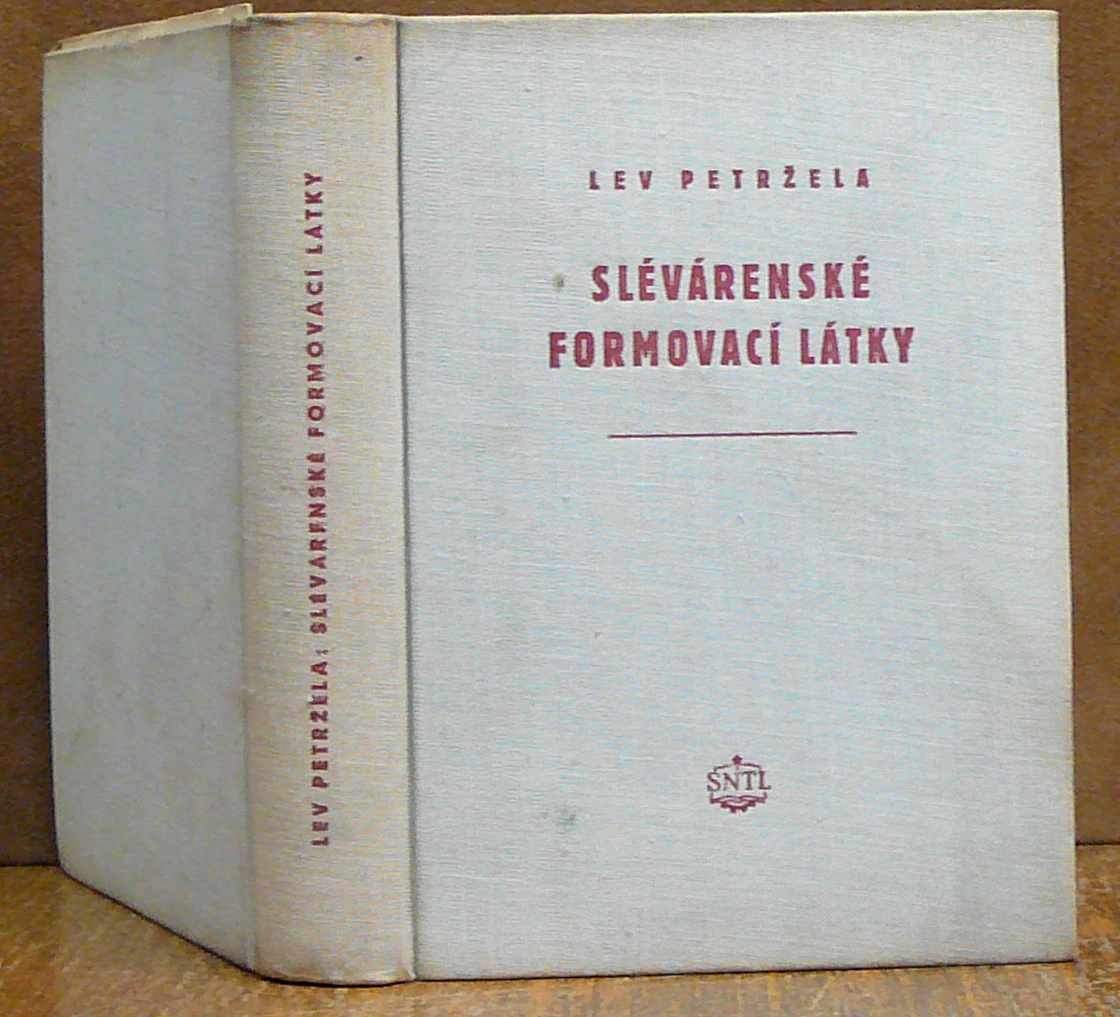 LEV PETRŽELA: SLÉVÁRENSKÉ FORMOVACÍ LÁTKY
LEV PETRŽELA
SLÉVÁRENSKÉ
FORMOVACÍ LÁTKY
SNTL